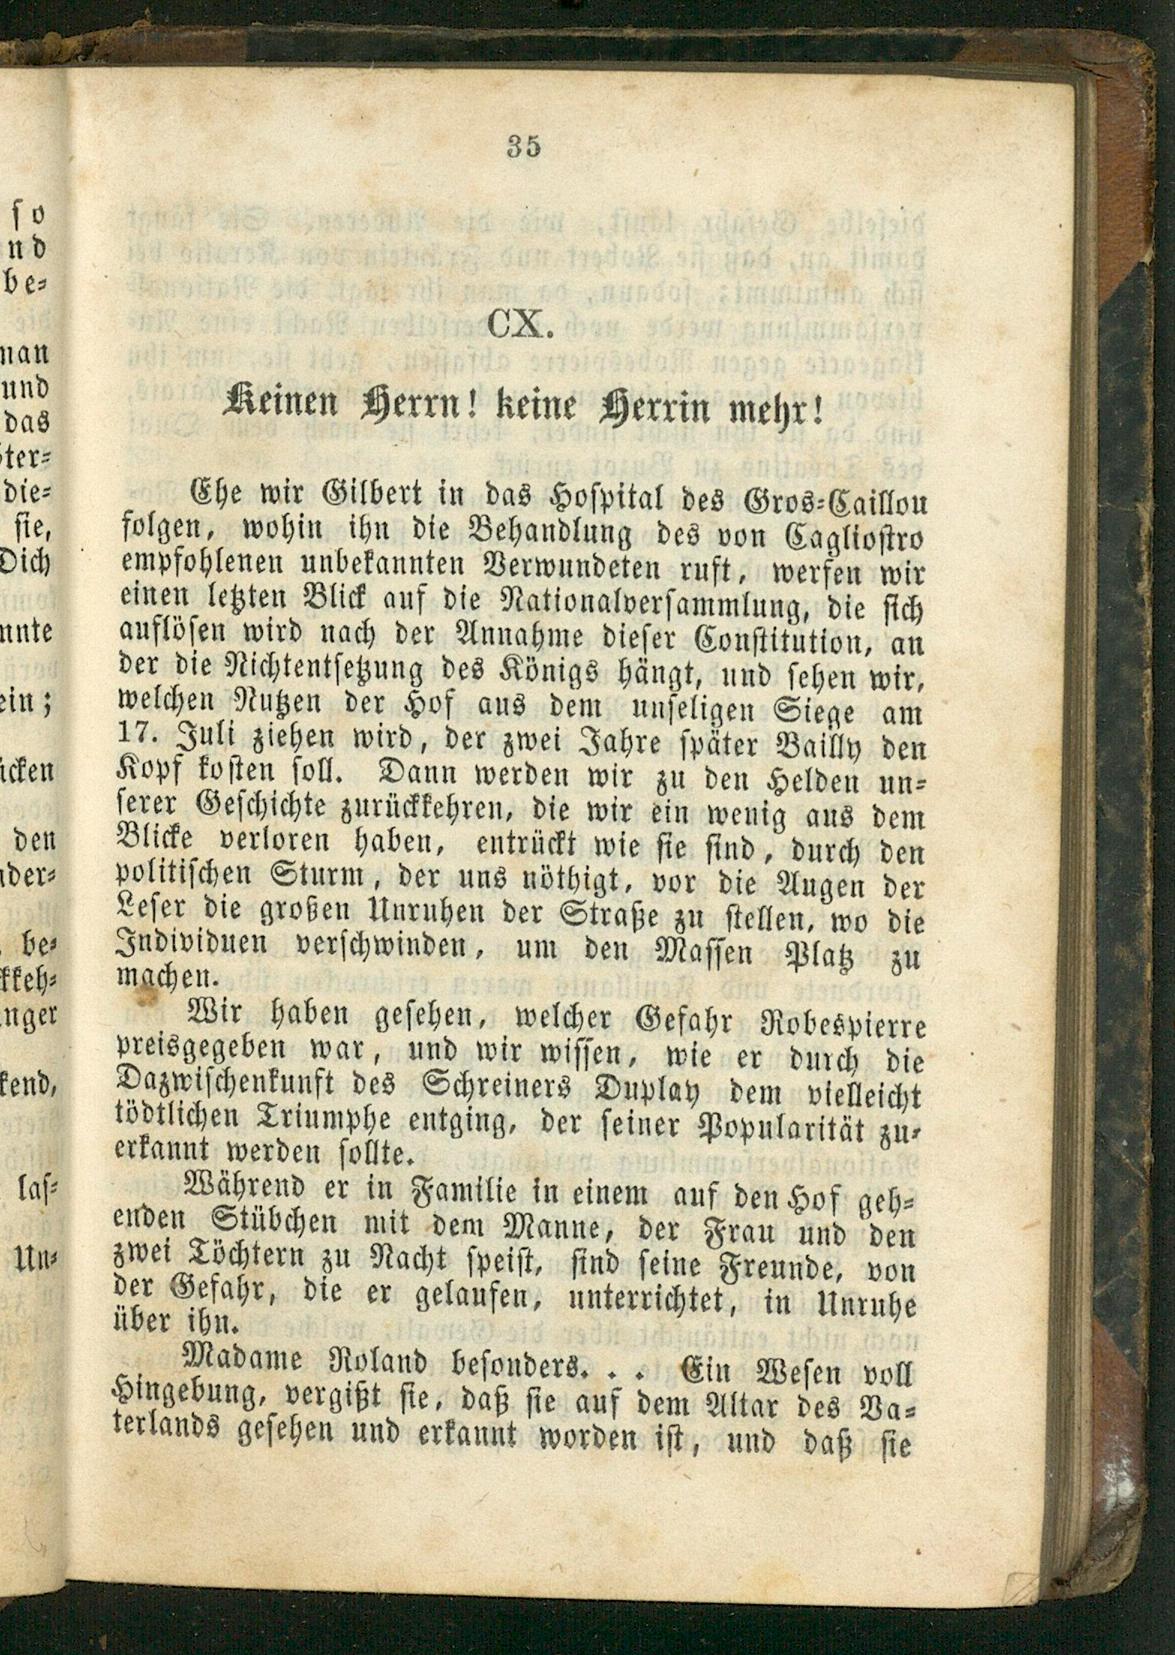 35
CX.
Keinen Herrn! keine Herrin mehr!
Ehe wir Gilbert in das Hospital des Gros-Caillou
folgen, wohin ihn die Behandlung des von Cagliostro
empfohlenen unbekannten Verwundeten ruft, werfen wir
einen letzten Blick auf die Nationalversammlung, die sich
auflösen wird nach der Annahme dieser Constitution, an
der die Nichtentsetzung des Königs hängt, und sehen wir,
welchen Nutzen der Hof aus dem unseligen Siege am
17. Juli ziehen wird, der zwei Jahre später Bailly den
Kopf kosten soll. Dann werden wir zu den Helden un-
serer Geschichte zurückkehren, die wir ein wenig aus dem
Blicke verloren haben, entrückt wie sie sind, durch den
politischen Sturm, der uns nöthigt, vor die Augen der
Leser die großen Unruhen der Straße zu stellen, wo die
Individuen verschwinden, um den Massen Platz zu
machen.
Wir haben gesehen, welcher Gefahr Robespierre
preisgegeben war, und wir wissen, wie er durch die
Dazwischenkunft des Schreiners Duplay dem vielleicht
tödtlichen Triumphe entging, der seiner Popularität zu-
erkannt werden sollte.
Während er in Familie in einem auf den Hof geh-
enden Stübchen mit dem Manne, der Frau und den
zwei Töchtern zu Nacht speist, sind seine Freunde, von
der Gefahr, die er gelaufen, unterrichtet, in Unruhe
über ihn.
Madame Roland besonders. . . Ein Wesen voll
Hingebung, vergißt sie, daß sie auf dem Altar des Va-
terlands gesehen und erkannt worden ist, und daß sie